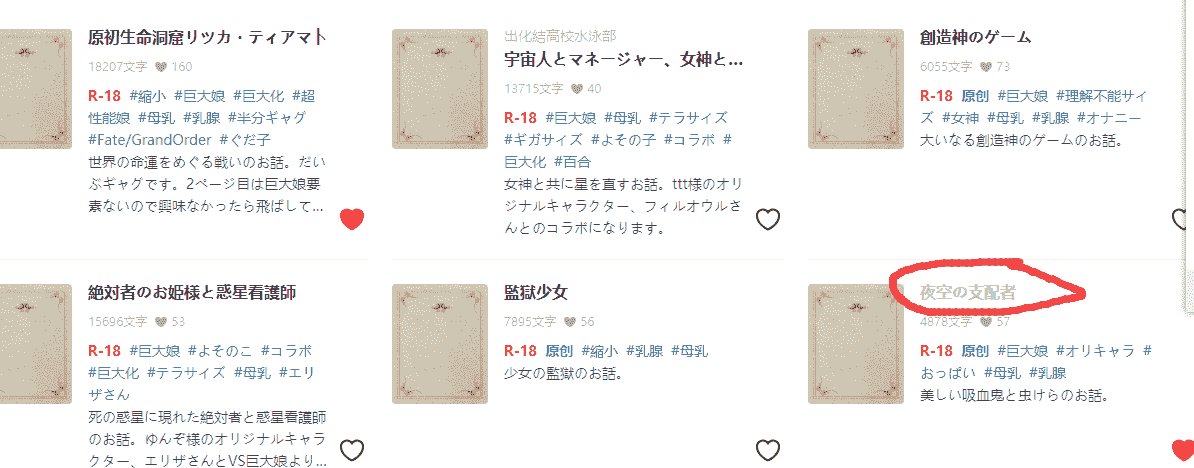 原初生命洞窟リツカ・ティアマト
18207文字 160
R-18 #縮小 #巨大娘 #巨大化 #超
性能娘 #母乳 #乳腺 #半分ギャグ
#Fate/GrandOrder #ぐだ子
世界の命運をめぐる戦いのお話。だい
ぶギャグです。2ページ目は巨大娘要
素ないので興味なかったら飛ばして...
出化結高校水泳部
宇宙人とマネージャー、女神と...
13715文字 40
R-18 #巨大娘 #母乳 #テラサイズ
#ギガサイズ #よその子 #コラボ #
巨大化 #百合
女神と共に星を直すお話。ttt様のオリ
ジナルキャラクター、フィルオウルさ
んとのコラボになります。
創造神のゲーム
6055文字 73
R-18 原创 #巨大娘 #理解不能サイ
ズ #女神 #母乳 #乳腺 #オナニー
大いなる創造神のゲームのお話。
絶対者のお姫様と惑星看護師
15696文字 53
R-18 #巨大娘 #よそのこ #コラボ
#巨大化 #テラサイズ #母乳 #エリ
ザさん
死の惑星に現れた絶対者と惑星看護師
のお話。ゆんぞ様のオリジナルキャラ
クター、エリザさんとVS巨大娘より...
監獄少女
7895文字 56
R-18 原创 #縮小 #乳腺 #母乳
少女の監獄のお話。
夜空の支配者
4878文字 57
R-18 原创 #巨大娘 #オリキャラ #
おっぱい #母乳 #乳腺
美しい吸血鬼と虫けらのお話。